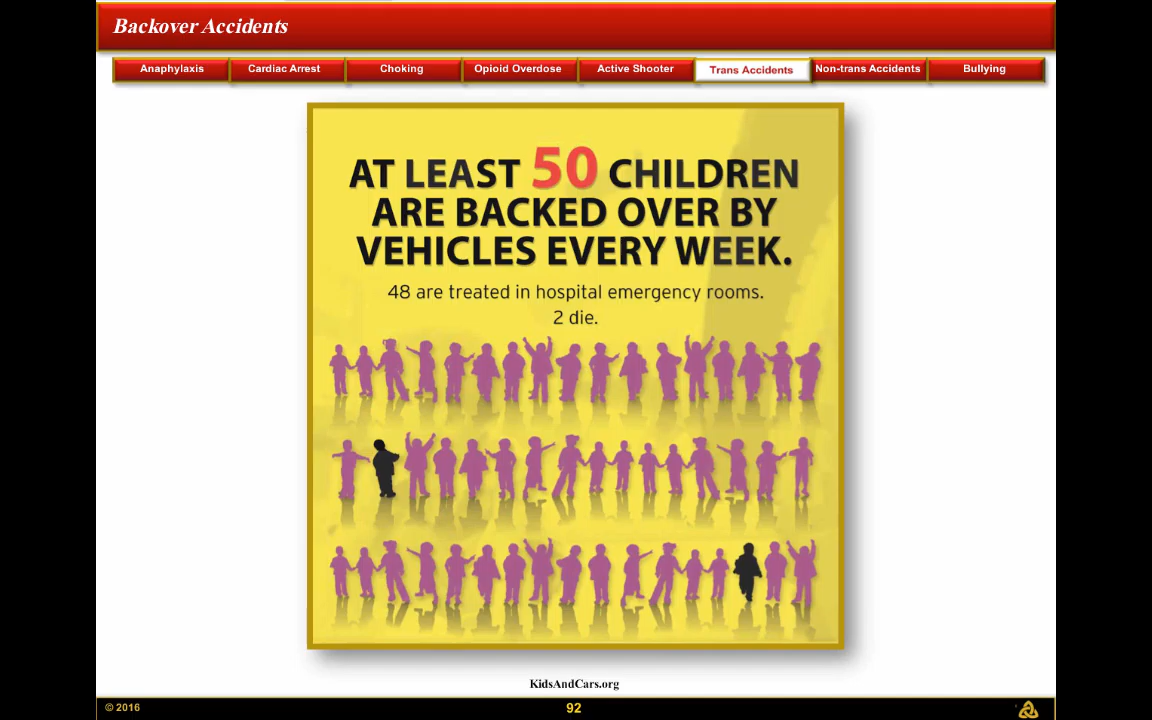 Backover Accidents
Anaphylaxis
Cardiac Arrest
Choking
Opioid Overdose
Active Shooter
Trans Accidents
Non-trans Accidents
Bullying
AT LEAST 50 CHILDREN
ARE BACKED OVER BY
VEHICLES EVERY WEEK.
48 are treated in hospital emergency rooms.
2 die.
KidsAndCars.org
© 2016
92